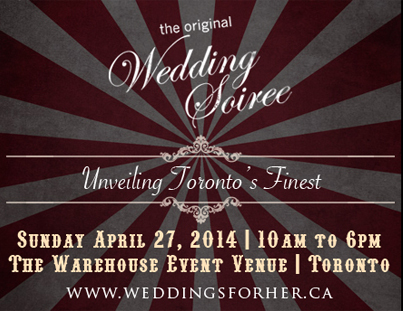 the original
Wedding
Soiree
Unveiling Toronto's Finest
Sunday April 27, 2014 | 10am to 6pm
The Warehouse Event Venue | Toronto
www.weddingsforher.ca